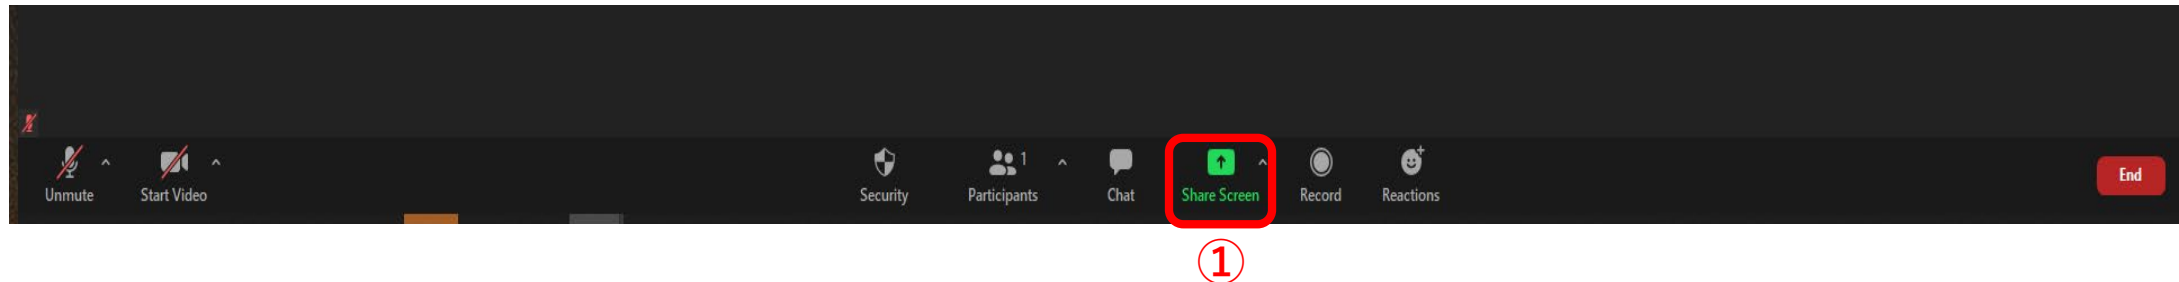 Unmute
Start Video
Security
1
Participants
Chat
Share Screen
Record
Reactions
End
①